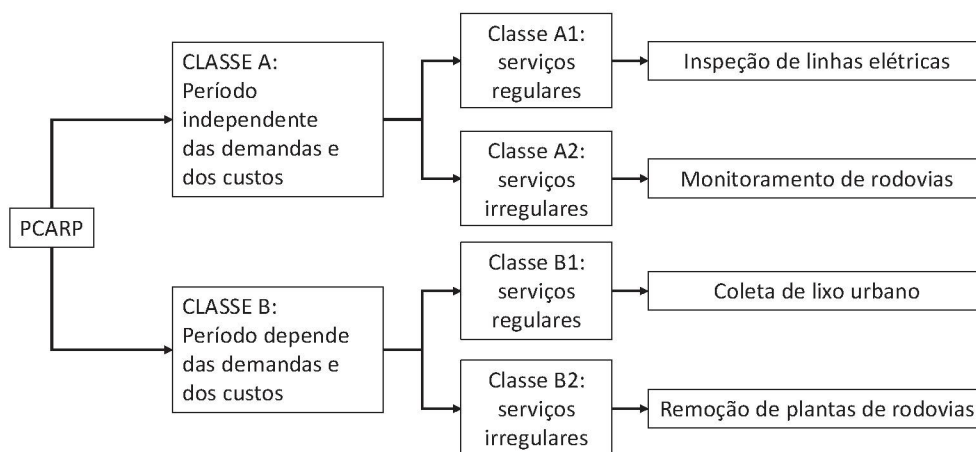 PCARP
CLASSE A:
Período
independente
das demandas e
dos custos
Classe A1:
serviços
regulares
Inspeção de linhas elétricas
Classe A2:
serviços
irregulares
Monitoramento de rodovias
CLASSE B:
Período depende
das demandas e
dos custos
Classe B1:
serviços
regulares
Coleta de lixo urbano
Classe B2:
serviços
irregulares
Remoção de plantas de rodovias